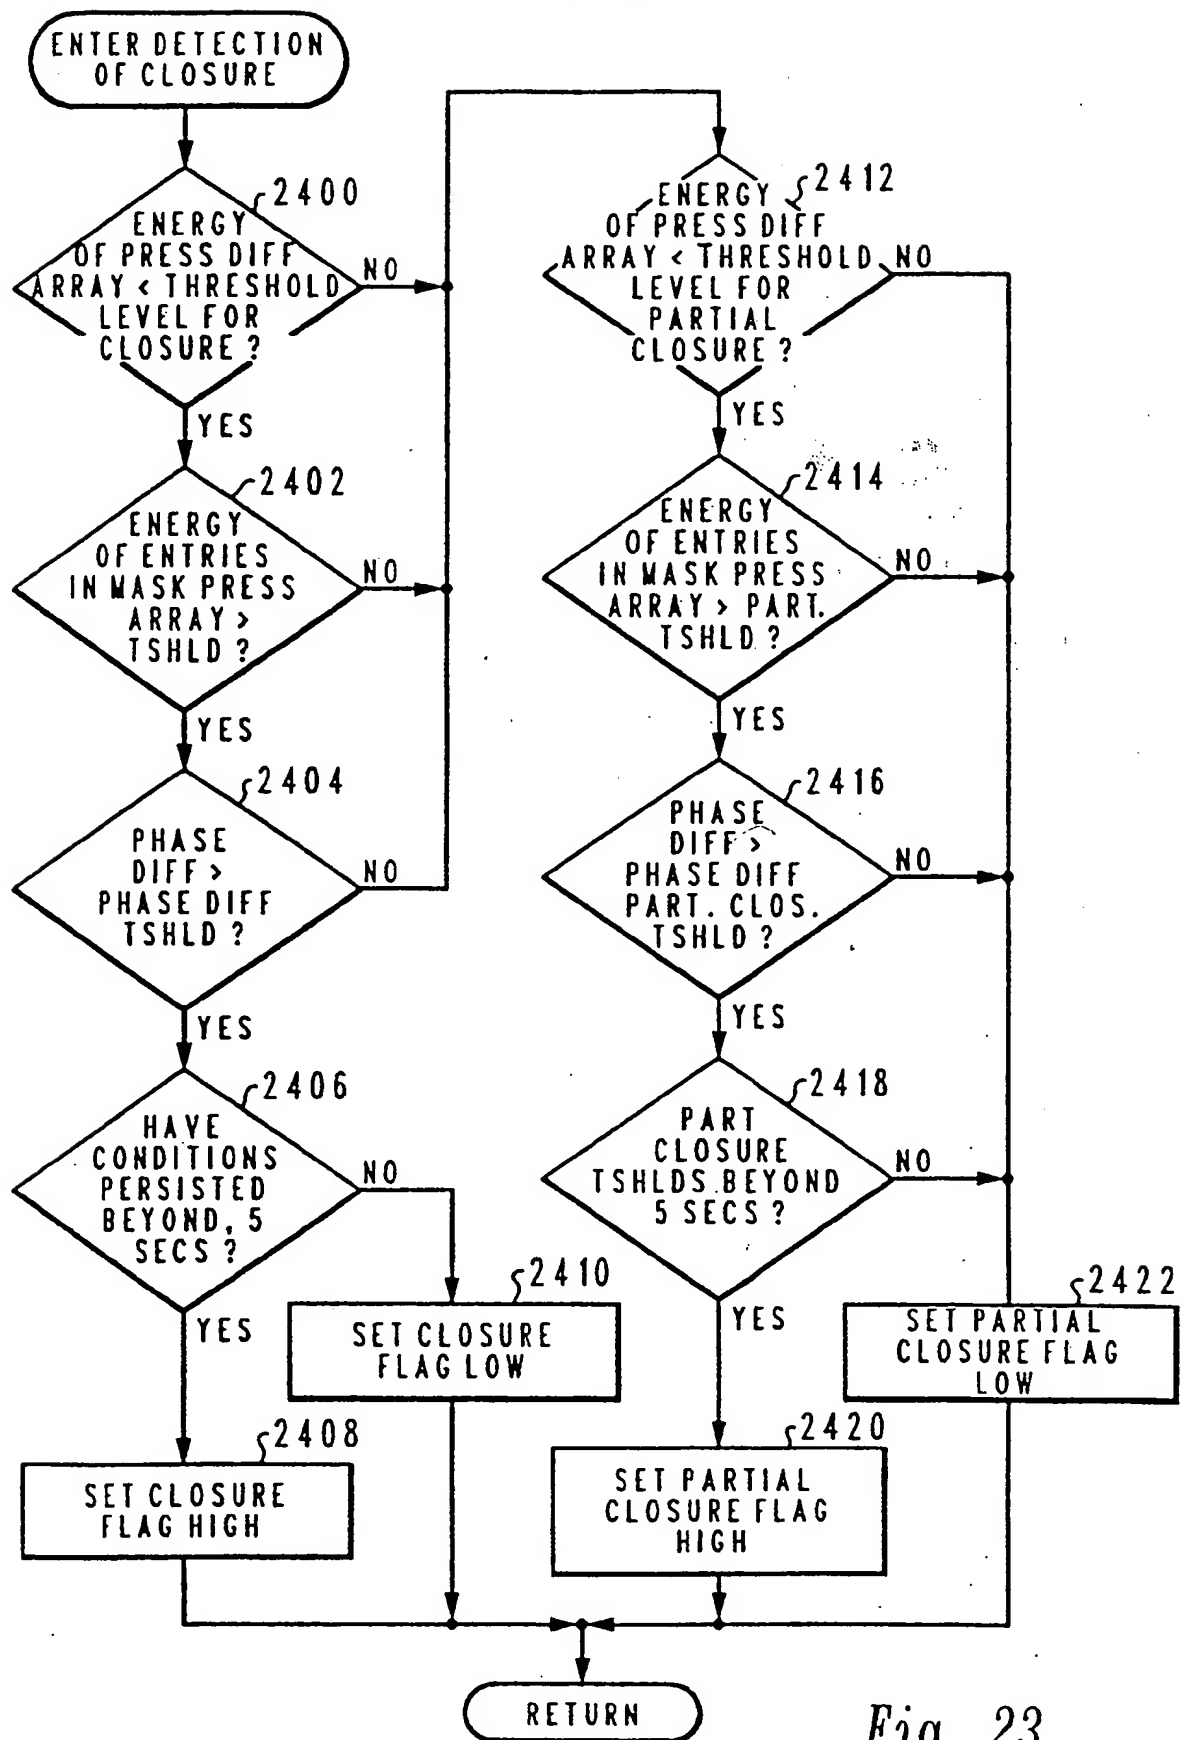 ENTER DETECTION
OF CLOSURE
2400
ENERGY
OF PRESS DIFF
ARRAY < THRESHOLD
LEVEL FOR
CLOSURE ?
NO
YES
2402
ENERGY
OF ENTRIES
IN MASK PRESS
ARRAY >
TSHLD ?
NO
YES
2404
PHASE
DIFF >
PHASE DIFF
TSHLD ?
NO
YES
2406
HAVE
CONDITIONS
PERSISTED
BEYOND, 5
SECS ?
NO
YES
2410
SET CLOSURE
FLAG LOW
2408
SET CLOSURE
FLAG HIGH
2412
ENERGY
OF PRESS DIFF
ARRAY < THRESHOLD
LEVEL FOR
PARTIAL
CLOSURE ?
NO
YES
2414
ENERGY
OF ENTRIES
IN MASK PRESS
ARRAY > PART.
TSHLD ?
NO
YES
2416
PHASE
DIFF >
PHASE DIFF
PART. CLOS.
TSHLD ?
NO
YES
2418
PART
CLOSURE
TSHLDS BEYOND
5 SECS ?
NO
YES
2422
SET PARTIAL
CLOSURE FLAG
LOW
2420
SET PARTIAL
CLOSURE FLAG
HIGH
RETURN
Fig. 23